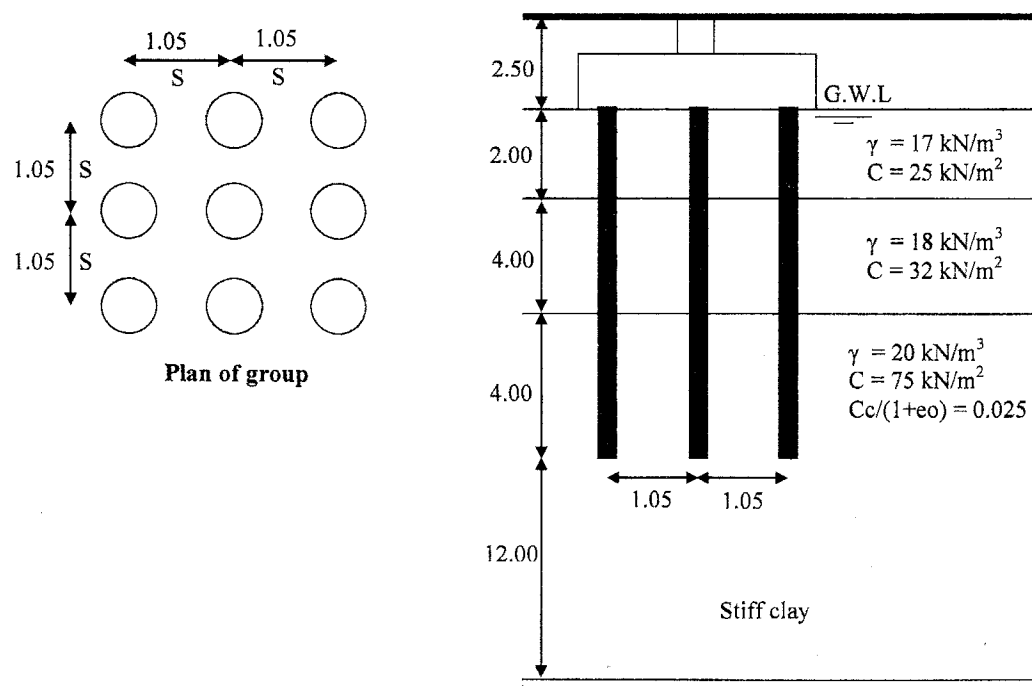 1.05
1.05
S
S
1.05
S
1.05
S
Plan of group
2.50
G.W.L
2.00
γ = 17 kN/m³
C = 25 kN/m²
4.00
γ = 18 kN/m³
C = 32 kN/m²
4.00
γ = 20 kN/m³
C = 75 kN/m²
Cc/(1+eo) = 0.025
1.05
1.05
12.00
Stiff clay